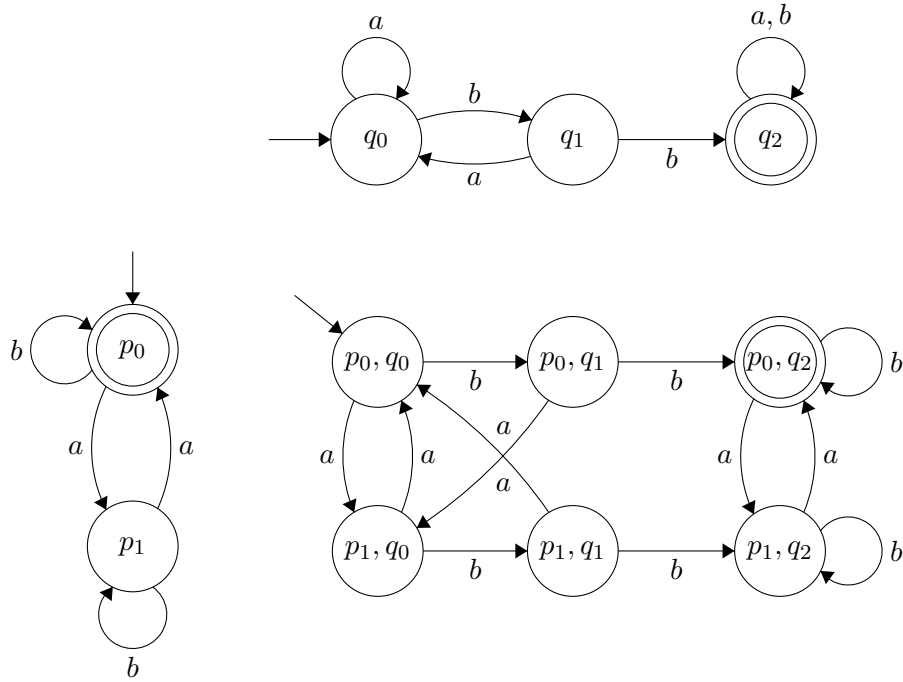 a
a, b
b
q₀ q₁ q₂
a b
b p₀
p₀, q₀ p₀, q₁ p₀, q₂ b
b b
a a a a a a a a
p₁ p₁, q₀ p₁, q₁ p₁, q₂ b
b b
b